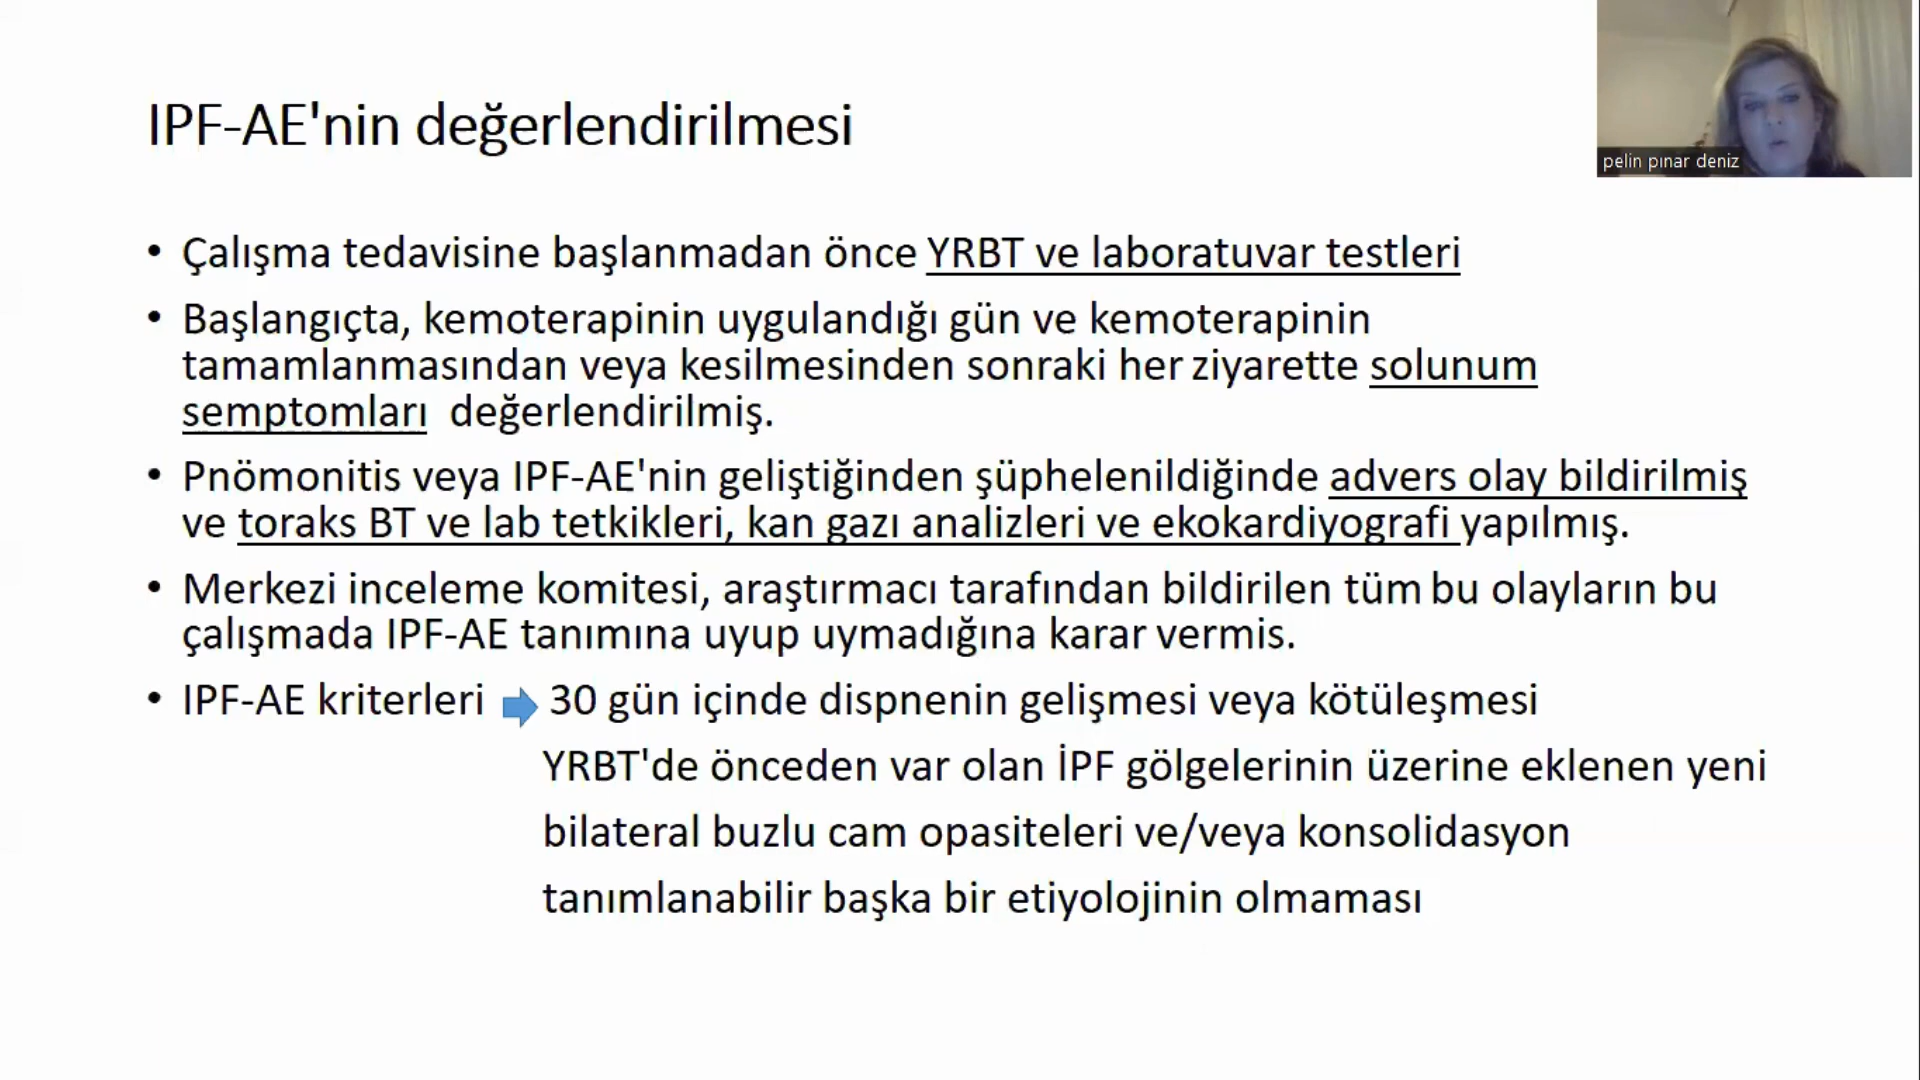 IPF-AE'nin değerlendirilmesi
pelin pınar deniz
• Çalışma tedavisine başlanmadan önce YRBT ve laboratuvar testleri
• Başlangıçta, kemoterapinin uygulandığı gün ve kemoterapinin
tamamlanmasından veya kesilmesinden sonraki her ziyarette solunum
semptomları değerlendirilmiş.
• Pnömonitis veya IPF-AE'nin geliştiğinden şüphelenildiğinde advers olay bildirilmiş
ve toraks BT ve lab tetkikleri, kan gazı analizleri ve ekokardiyografi yapılmış.
• Merkezi inceleme komitesi, araştırmacı tarafından bildirilen tüm bu olayların bu
çalışmada IPF-AE tanımına uyup uymadığına karar vermis.
• IPF-AE kriterleri 30 gün içinde dispnenin gelişmesi veya kötüleşmesi
YRBT'de önceden var olan İPF gölgelerinin üzerine eklenen yeni
bilateral buzlu cam opasiteleri ve/veya konsolidasyon
tanımlanabilir başka bir etiyolojinin olmaması